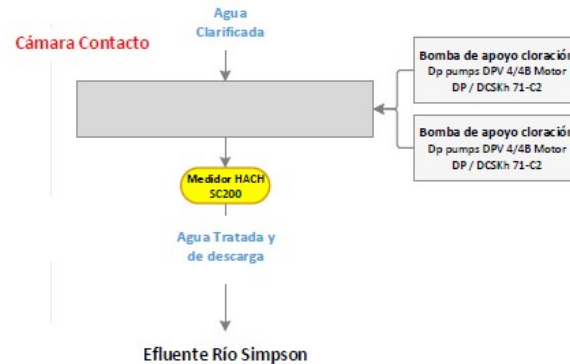 Agua
Clarificada
Cámara Contacto
Bomba de apoyo cloración
Dp pumps DPV 4/4B Motor
DP / DCSKh 71-C2
Bomba de apoyo cloración
Dp pumps DPV 4/4B Motor
DP / DCSKh 71-C2
Medidor HACH
SC200
Agua Tratada y
de descarga
Efluente Río Simpson